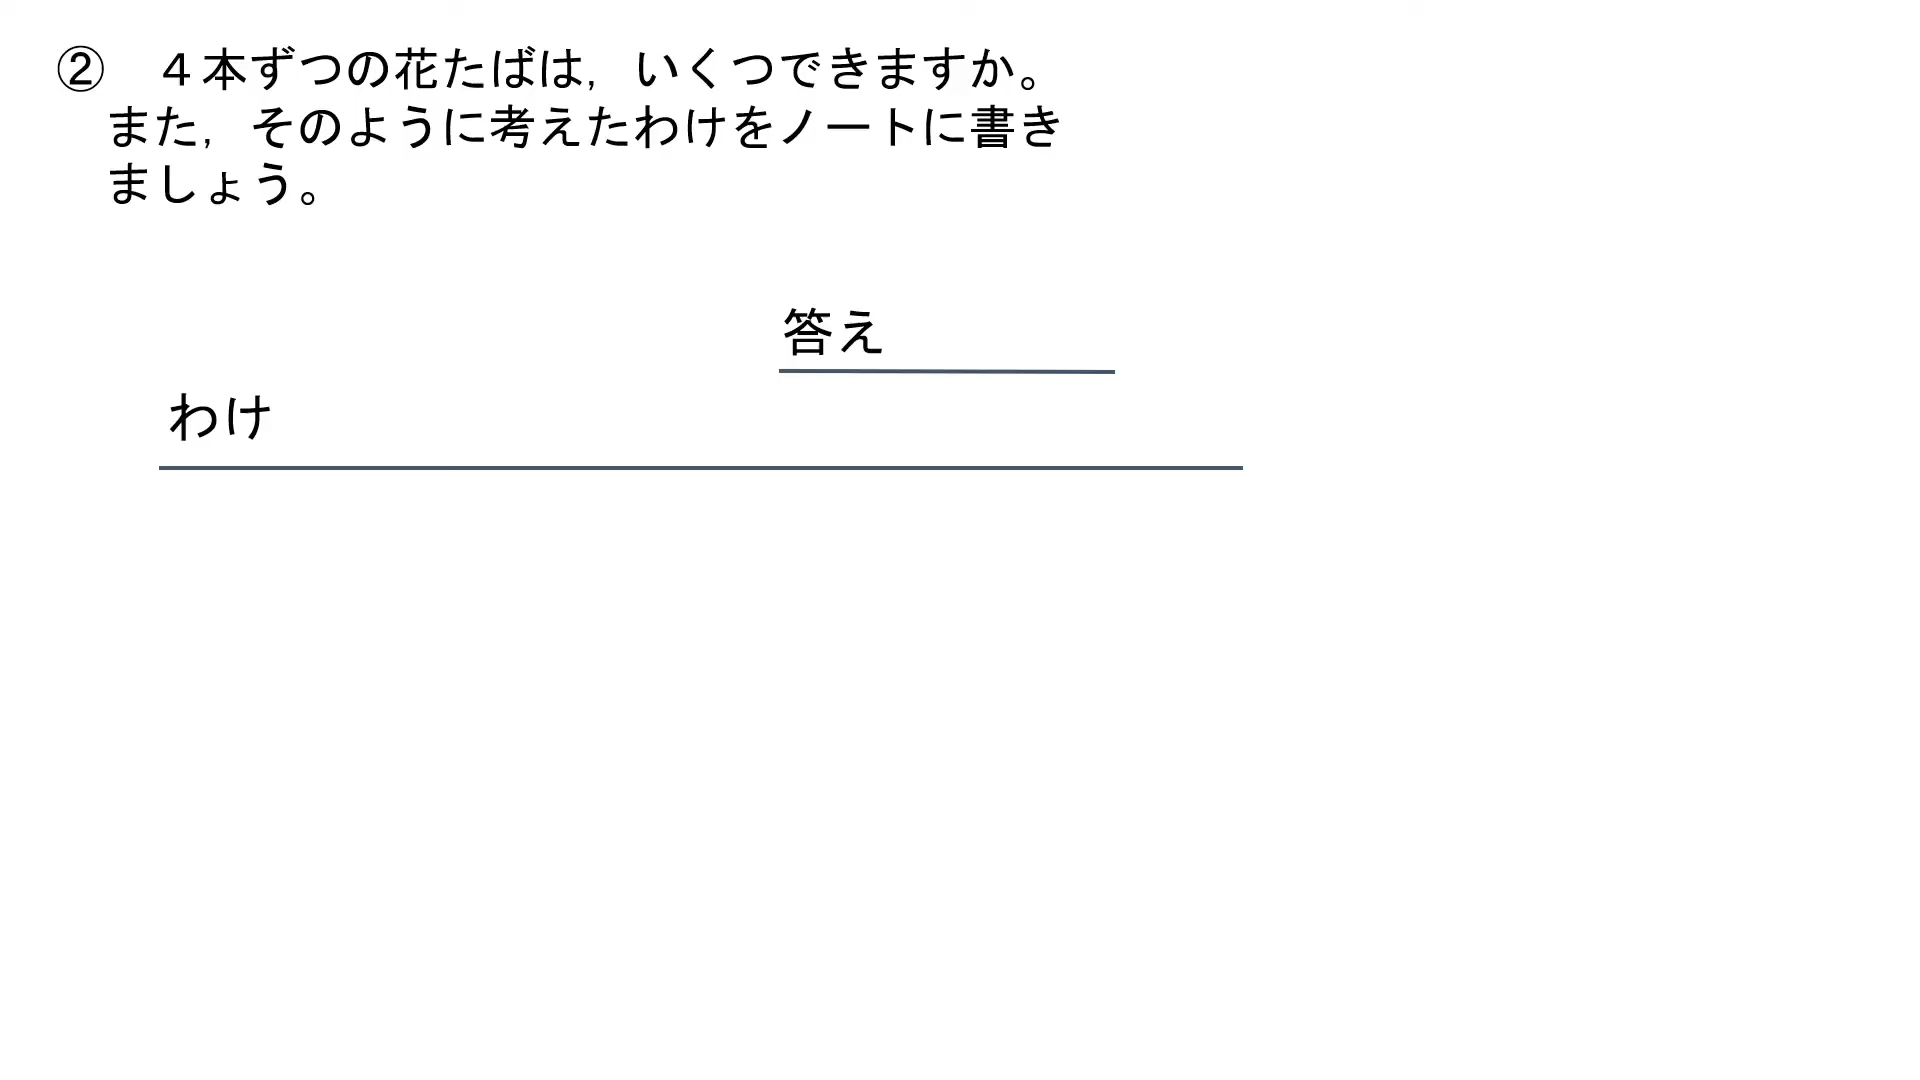 ②　４本ずつの花たばは，いくつできますか。
また，そのように考えたわけをノートに書き
ましょう。
答え
わけ